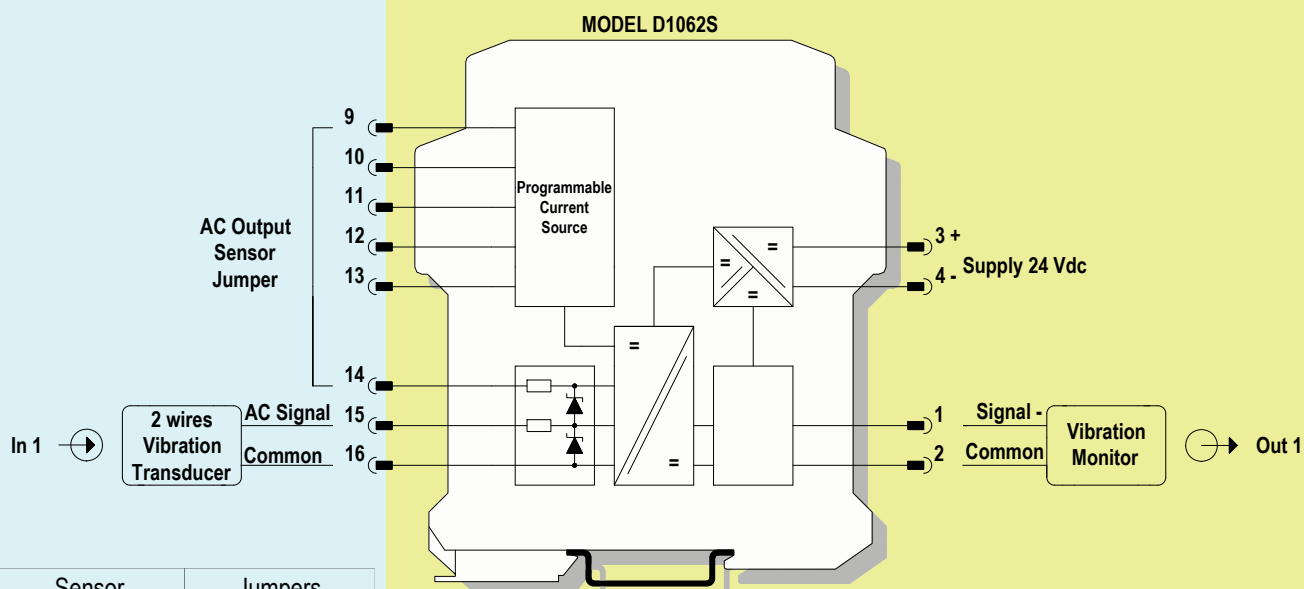 MODEL D1062S
9
10
11
12
13
14
15
16
AC Output
Sensor
Jumper
Programmable
Current
Source
=
=
=
=
=
3 +
4 -
Supply 24 Vdc
In 1
2 wires
Vibration
Transducer
AC Signal
Common
1
2
Signal -
Common
Vibration
Monitor
Out 1
Sensor
Jumpers